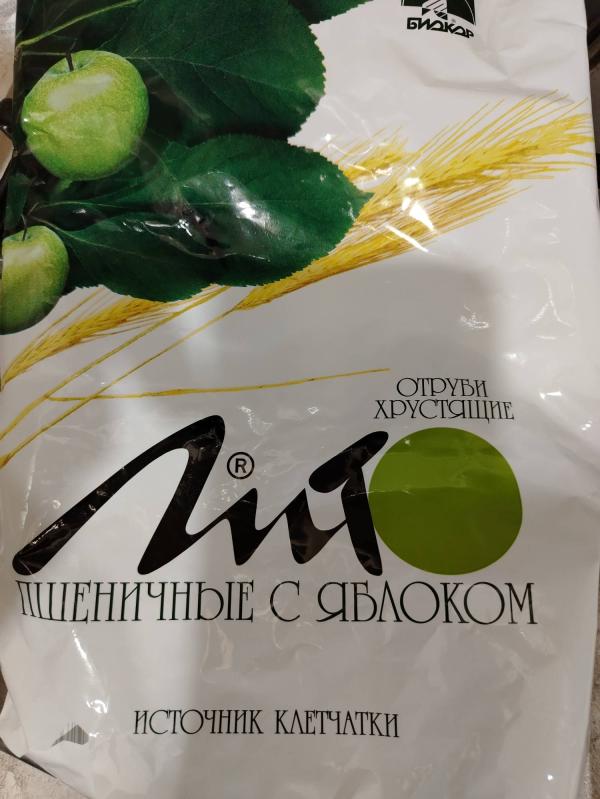 БИОКОР
ОТРУБИ
ХРУСТЯЩИЕ
Лито®
ПШЕНИЧНЫЕ С ЯБЛОКОМ
ИСТОЧНИК КЛЕТЧАТКИ